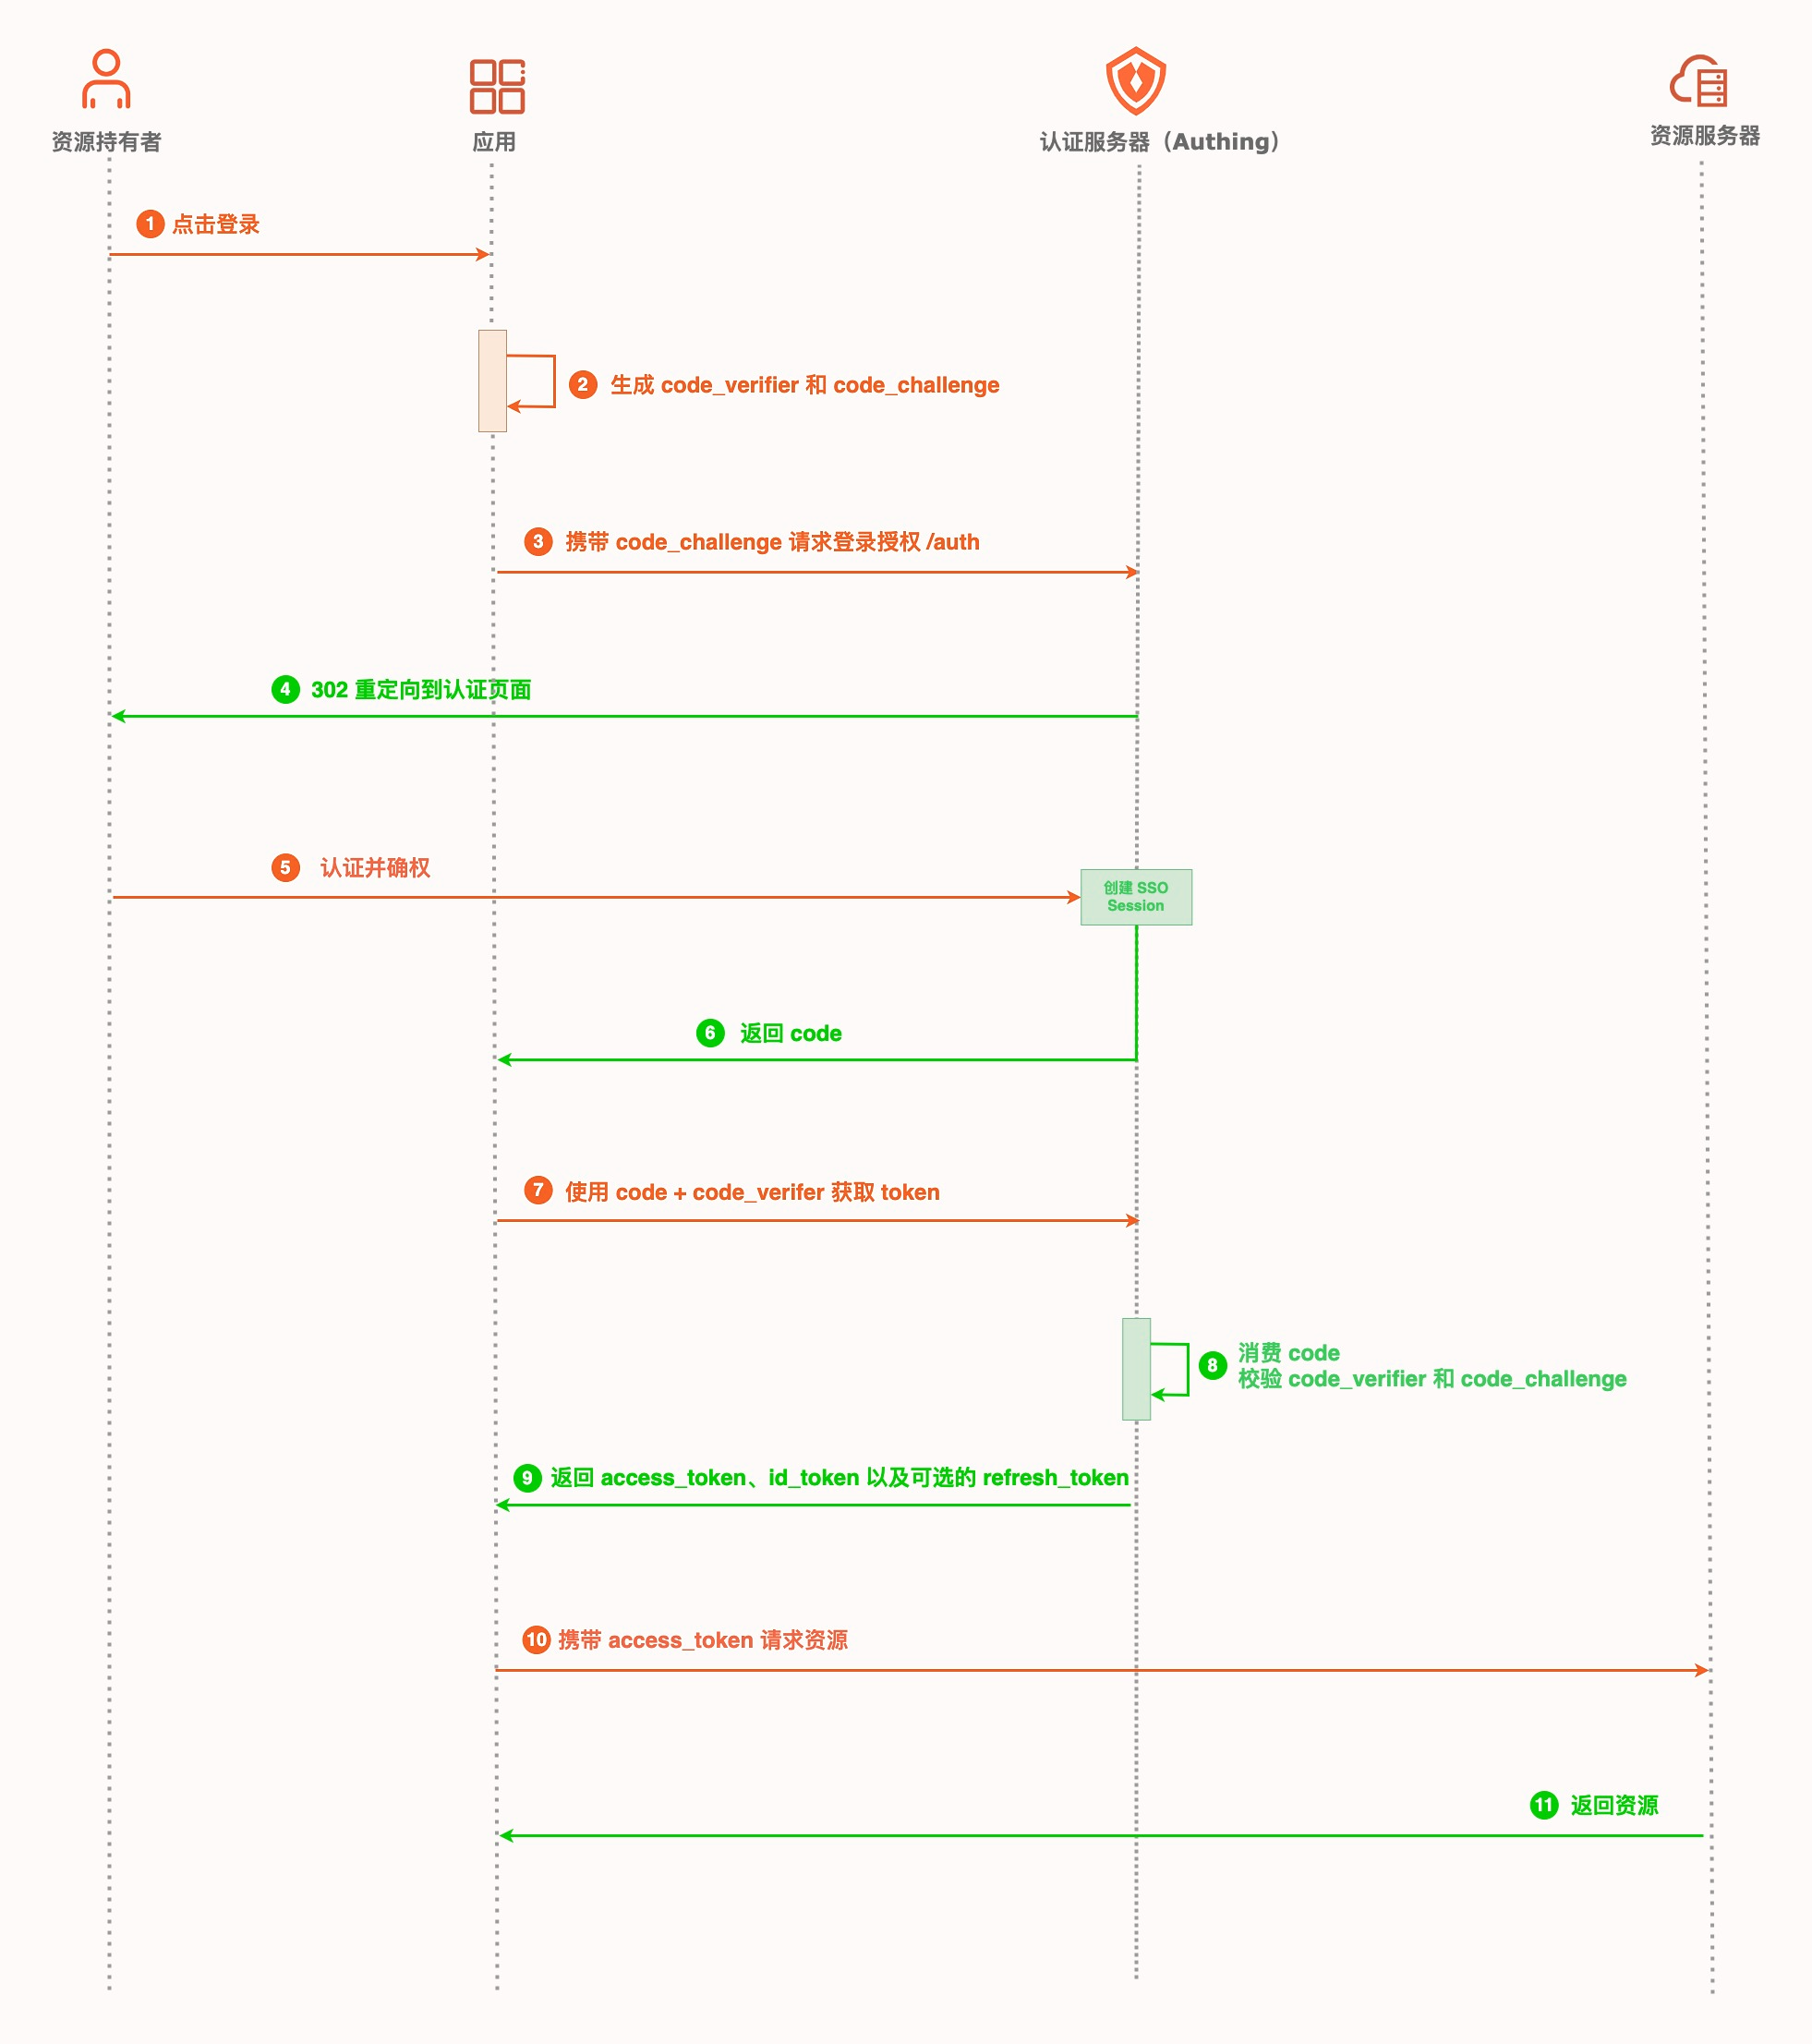 资源持有者
应用
认证服务器（Authing）
资源服务器
1 点击登录
2 生成 code_verifier 和 code_challenge
3 携带 code_challenge 请求登录授权 /auth
4 302 重定向到认证页面
5 认证并确权
创建 SSO
Session
6 返回 code
7 使用 code + code_verifer 获取 token
8 消费 code
校验 code_verifier 和 code_challenge
9 返回 access_token、id_token 以及可选的 refresh_token
10 携带 access_token 请求资源
11 返回资源